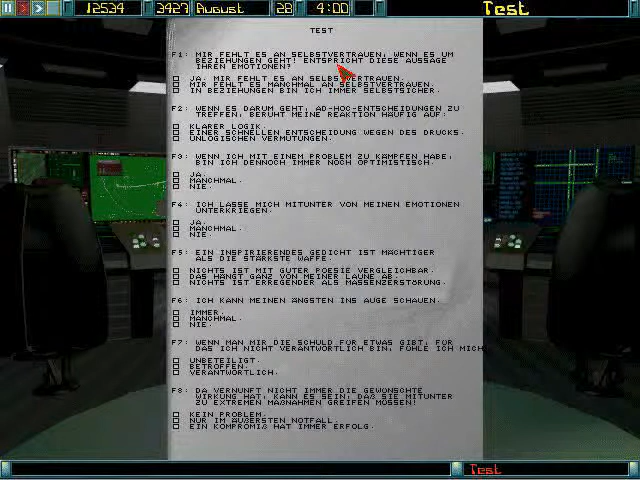 12534 3427 August 28 4:00 Test
TEST
F1: MIR FEHLT ES AN SELBSTVERTRAUEN, WENN ES UM
BEZIEHUNGEN GEHT! ENTSPRICHT DIESE AUSSAGE
IHREN EMOTIONEN?
JA. MIR FEHLT ES AN SELBSTVERTRAUEN.
MIR FEHLT ES MANCHMAL AN SELBSTVERTRAUEN.
IN BEZIEHUNGEN BIN ICH IMMER SELBSTSICHER.
F2: WENN ES DARUM GEHT, AD-HOC-ENTSCHEIDUNGEN ZU
TREFFEN, BERUHT MEINE REAKTION HÄUFIG AUF:
KLARER LOGIK.
EINER SCHNELLEN ENTSCHEIDUNG WEGEN DES DRUCKS.
UNLOGISCHEN VERMUTUNGEN.
F3: WENN ICH MIT EINEM PROBLEM ZU KÄMPFEN HABE,
BIN ICH DENNOCH IMMER NOCH OPTIMISTISCH.
JA.
MANCHMAL.
NIE.
F4: ICH LASSE MICH MITUNTER VON MEINEN EMOTIONEN
UNTERKRIEGEN.
JA.
MANCHMAL.
NIE.
F5: EIN INSPIRIERENDES GEDICHT IST MÄCHTIGER
ALS DIE STÄRKSTE WAFFE.
NICHTS IST MIT GUTER POESIE VERGLEICHBAR.
DAS HÄNGT GANZ VON MEINER LAUNE AB.
NICHTS IST ERREGENDER ALS MASSENZERSTÖRUNG.
F6: ICH KANN MEINEN ÄNGSTEN INS AUGE SCHAUEN.
IMMER.
MANCHMAL.
NIE.
F7: WENN MAN MIR DIE SCHULD FÜR ETWAS GIBT, FÜR
DAS ICH NICHT VERANTWORTLICH BIN, FÜHLE ICH MICH
UNBETEILIGT.
BETROFFEN.
VERANTWORTLICH.
F8: DA VERNUNFT NICHT IMMER DIE GEWÜNSCHTE
WIRKUNG HAT, KANN ES SEIN, DAß SIE MITUNTER
ZU EXTREMEN MAßNAHMEN GREIFEN MÜSSEN!
KEIN PROBLEM.
NUR IM ÄUßERSTEN NOTFALL.
EIN KOMPROMIß HAT IMMER ERFOLG.
Test